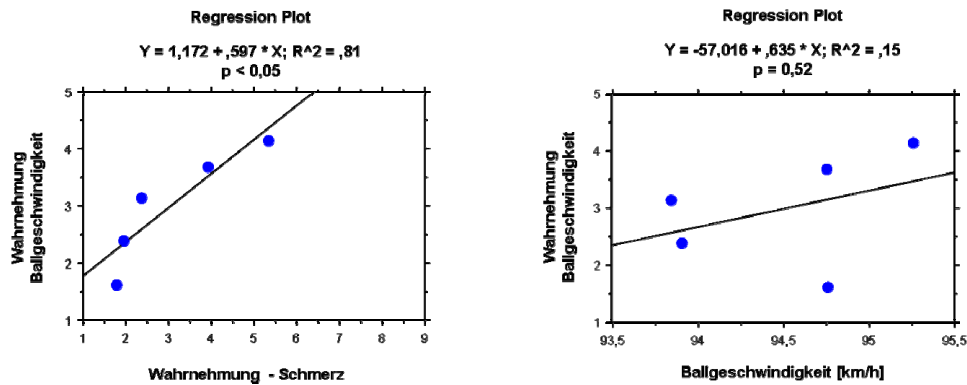 Regression Plot
Y = 1,172 + ,597 * X; R^2 = ,81
p < 0,05
5
4
3
2
1
Wahrnehmung
Ballgeschwindigkeit
1 2 3 4 5 6 7 8 9
Wahrnehmung - Schmerz
Regression Plot
Y = -57,016 + ,635 * X; R^2 = ,15
p = 0,52
5
4
3
2
1
Wahrnehmung
Ballgeschwindigkeit
93,5 94 94,5 95 95,5
Ballgeschwindigkeit [km/h]